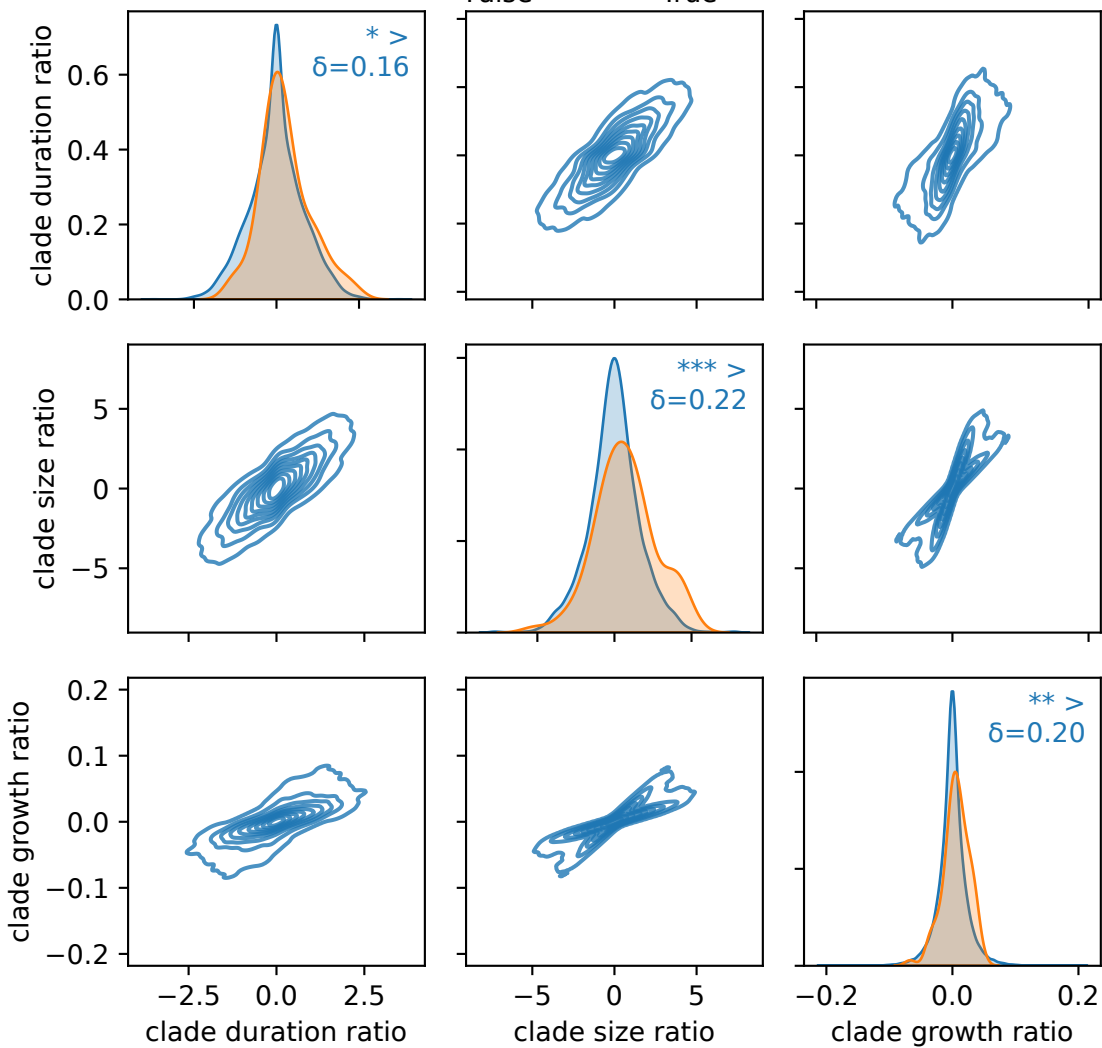 False True
clade duration ratio
0.6
0.4
0.2
0.0
* >
δ=0.16
clade size ratio
5
0
−5
*** >
δ=0.22
clade growth ratio
0.2
0.1
0.0
−0.1
−0.2
** >
δ=0.20
−2.5 0.0 2.5
−5 0 5
−0.2 0.0 0.2
clade duration ratio
clade size ratio
clade growth ratio